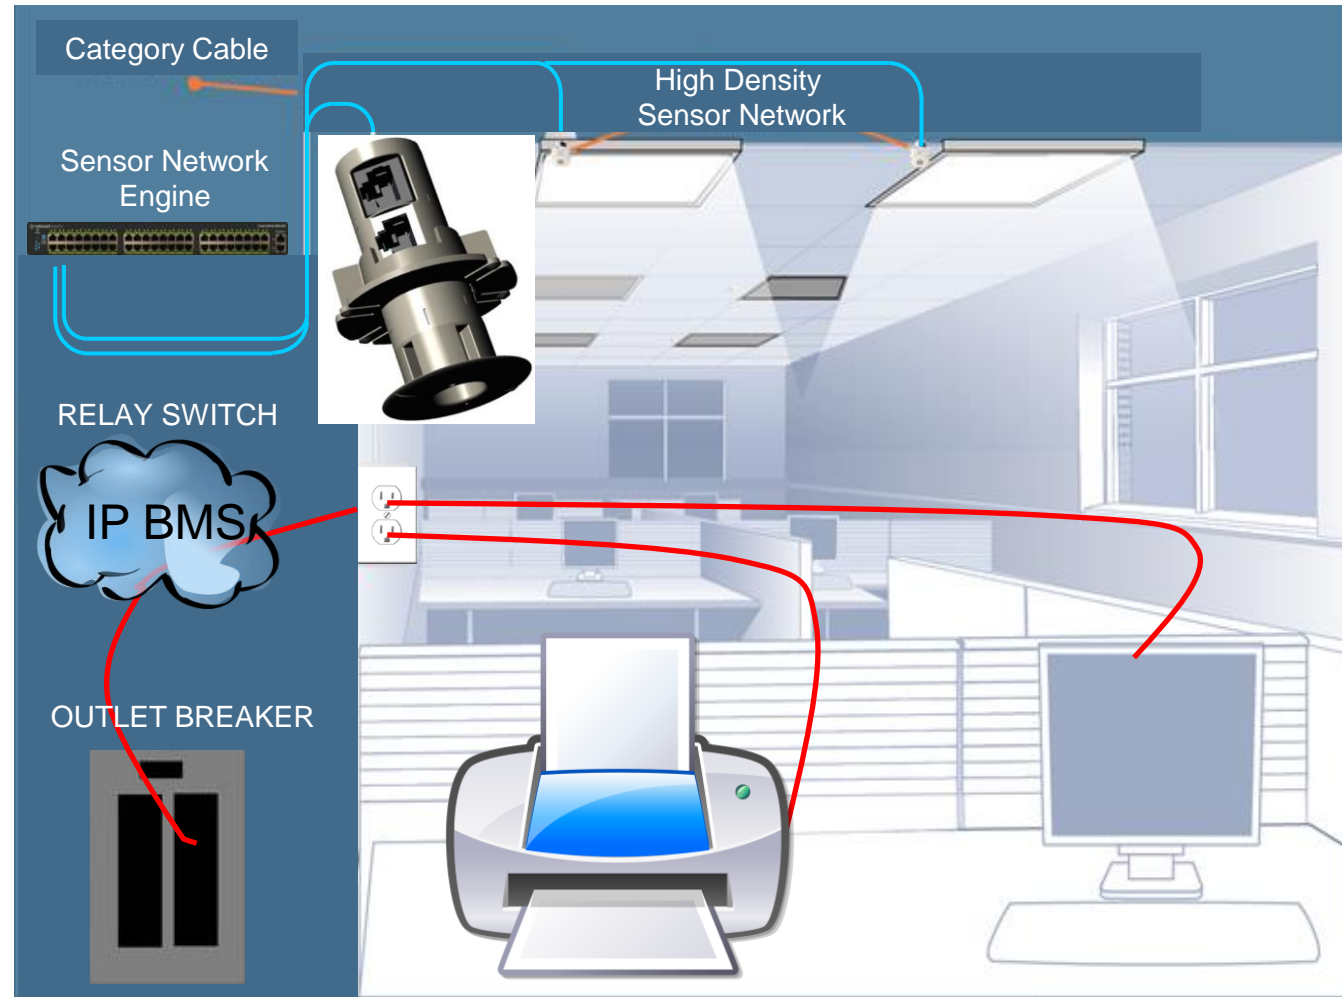 Category Cable
High Density
Sensor Network
Sensor Network
Engine
RELAY SWITCH
IP BMS
OUTLET BREAKER